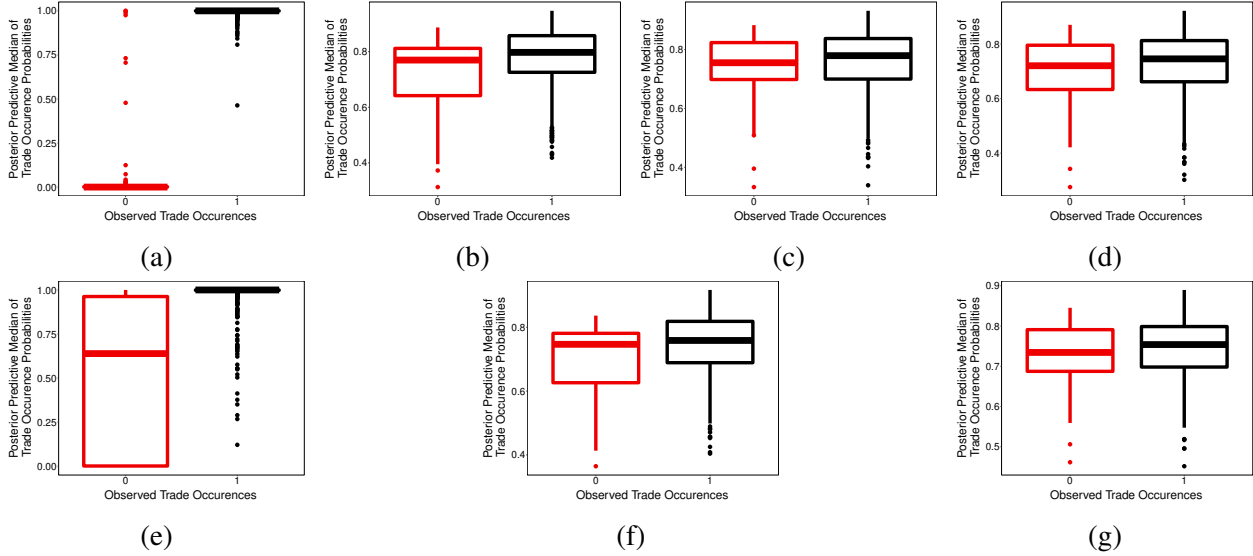 Posterior Predictive Median of
Trade Occurence Probabilities
1.00
0.75
0.50
0.25
0.00
0 1
Observed Trade Occurences
(a)
Posterior Predictive Median of
Trade Occurence Probabilities
0.8
0.6
0.4
0 1
Observed Trade Occurences
(b)
Posterior Predictive Median of
Trade Occurence Probabilities
0.8
0.6
0.4
0 1
Observed Trade Occurences
(c)
Posterior Predictive Median of
Trade Occurence Probabilities
0.8
0.6
0.4
0 1
Observed Trade Occurences
(d)
Posterior Predictive Median of
Trade Occurence Probabilities
1.00
0.75
0.50
0.25
0.00
0 1
Observed Trade Occurences
(e)
Posterior Predictive Median of
Trade Occurence Probabilities
0.8
0.6
0.4
0 1
Observed Trade Occurences
(f)
Posterior Predictive Median of
Trade Occurence Probabilities
0.9
0.8
0.7
0.6
0.5
0 1
Observed Trade Occurences
(g)